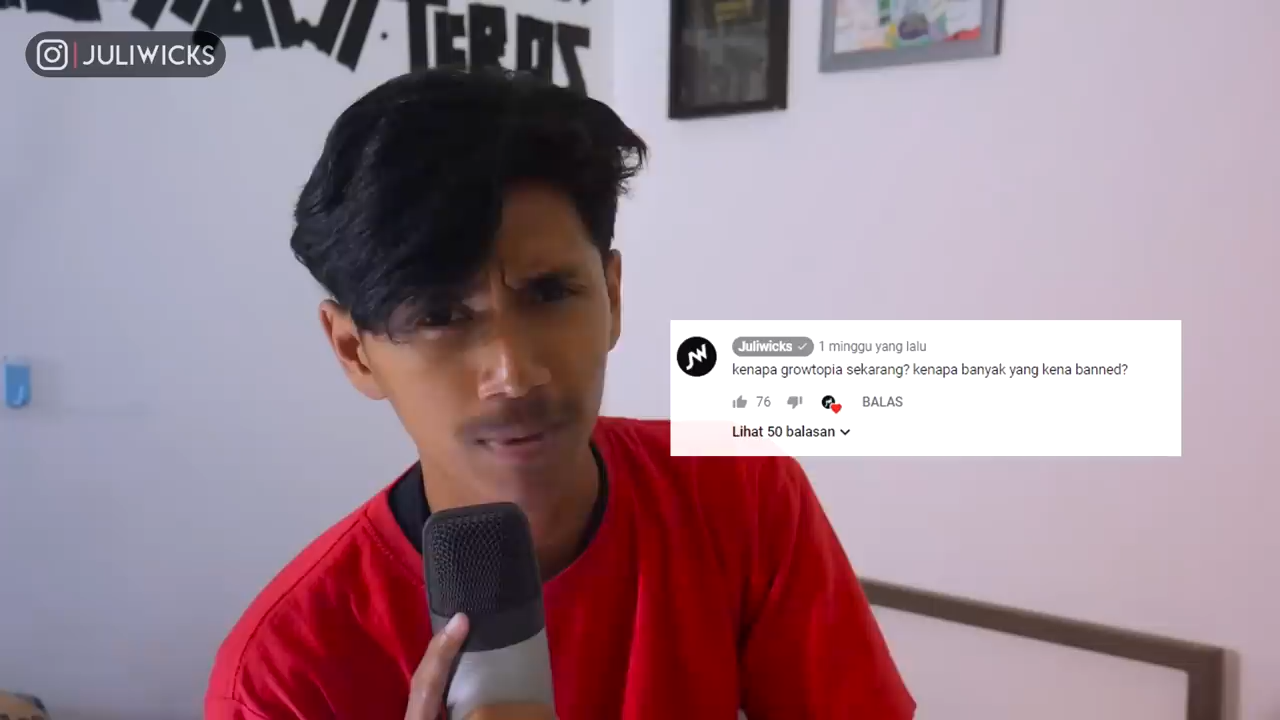 TEROS
JULIWICKS
Juliwicks
1 minggu yang lalu
kenapa growtopia sekarang? kenapa banyak yang kena banned?
76
BALAS
Lihat 50 balasan